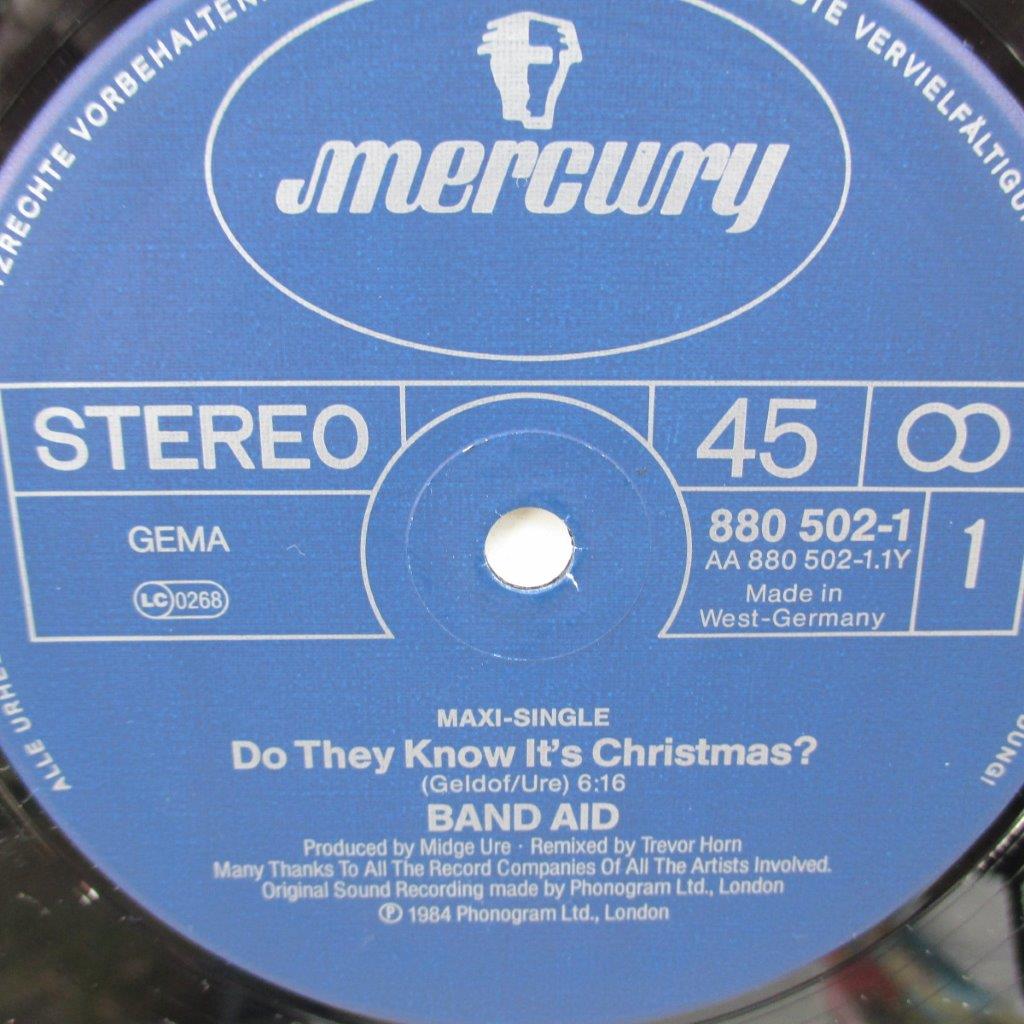 ZRECHTE VORBEHALTEN
TE VERVIELFÄLTIGU
mercury
STEREO
45
GEMA
LC 0268
880 502-1
AA 880 502-1.1Y
Made in
West-Germany
1
ALLE URHE
UNG!
MAXI-SINGLE
Do They Know It's Christmas?
(Geldof/Ure) 6:16
BAND AID
Produced by Midge Ure · Remixed by Trevor Horn
Many Thanks To All The Record Companies Of All The Artists Involved.
Original Sound Recording made by Phonogram Ltd., London
℗ 1984 Phonogram Ltd., London